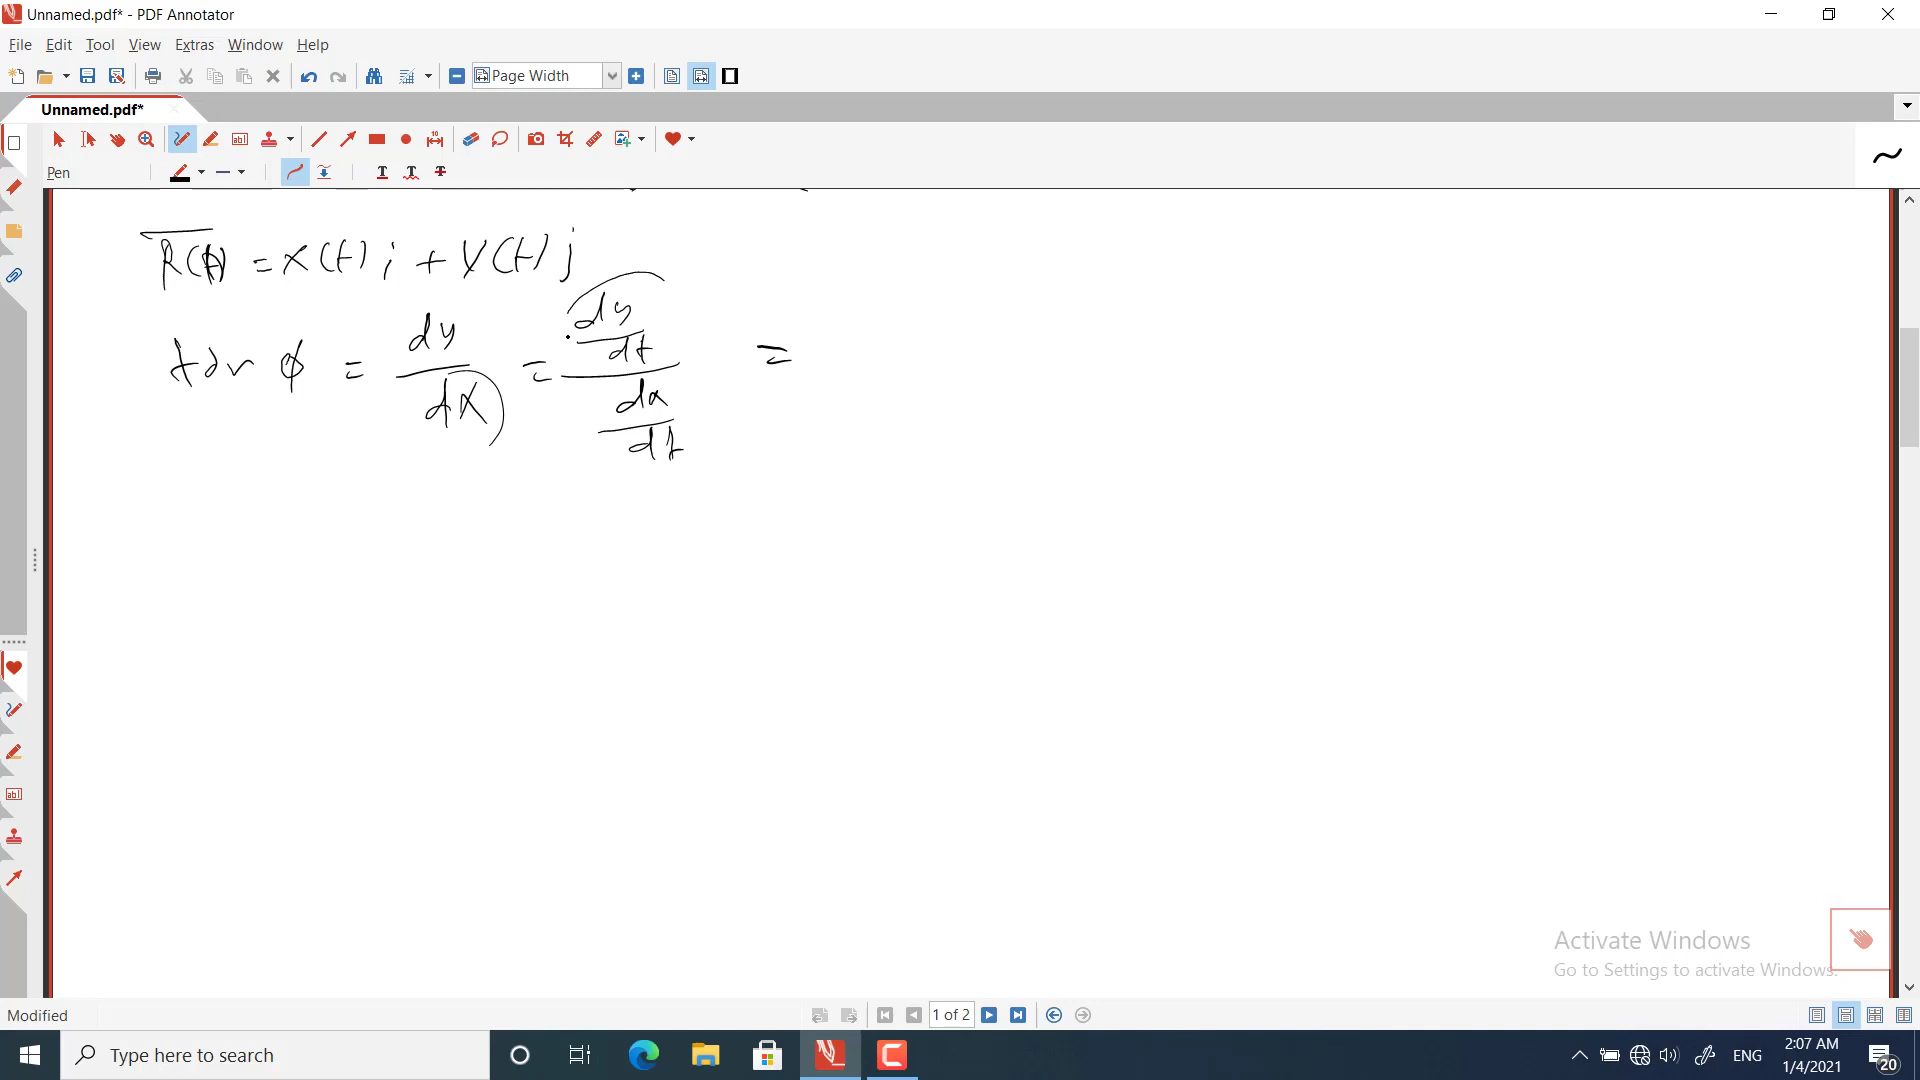 Unnamed.pdf* - PDF Annotator
File Edit Tool View Extras Window Help
Page Width
Unnamed.pdf*
Pen
R(t) = x(t) i + y(t) j
tan φ = dy/dx = (dy/dt)/(dx/dt) =
Activate Windows
Go to Settings to activate Windows.
Modified
1 of 2
Type here to search
ENG
2:07 AM
1/4/2021
20